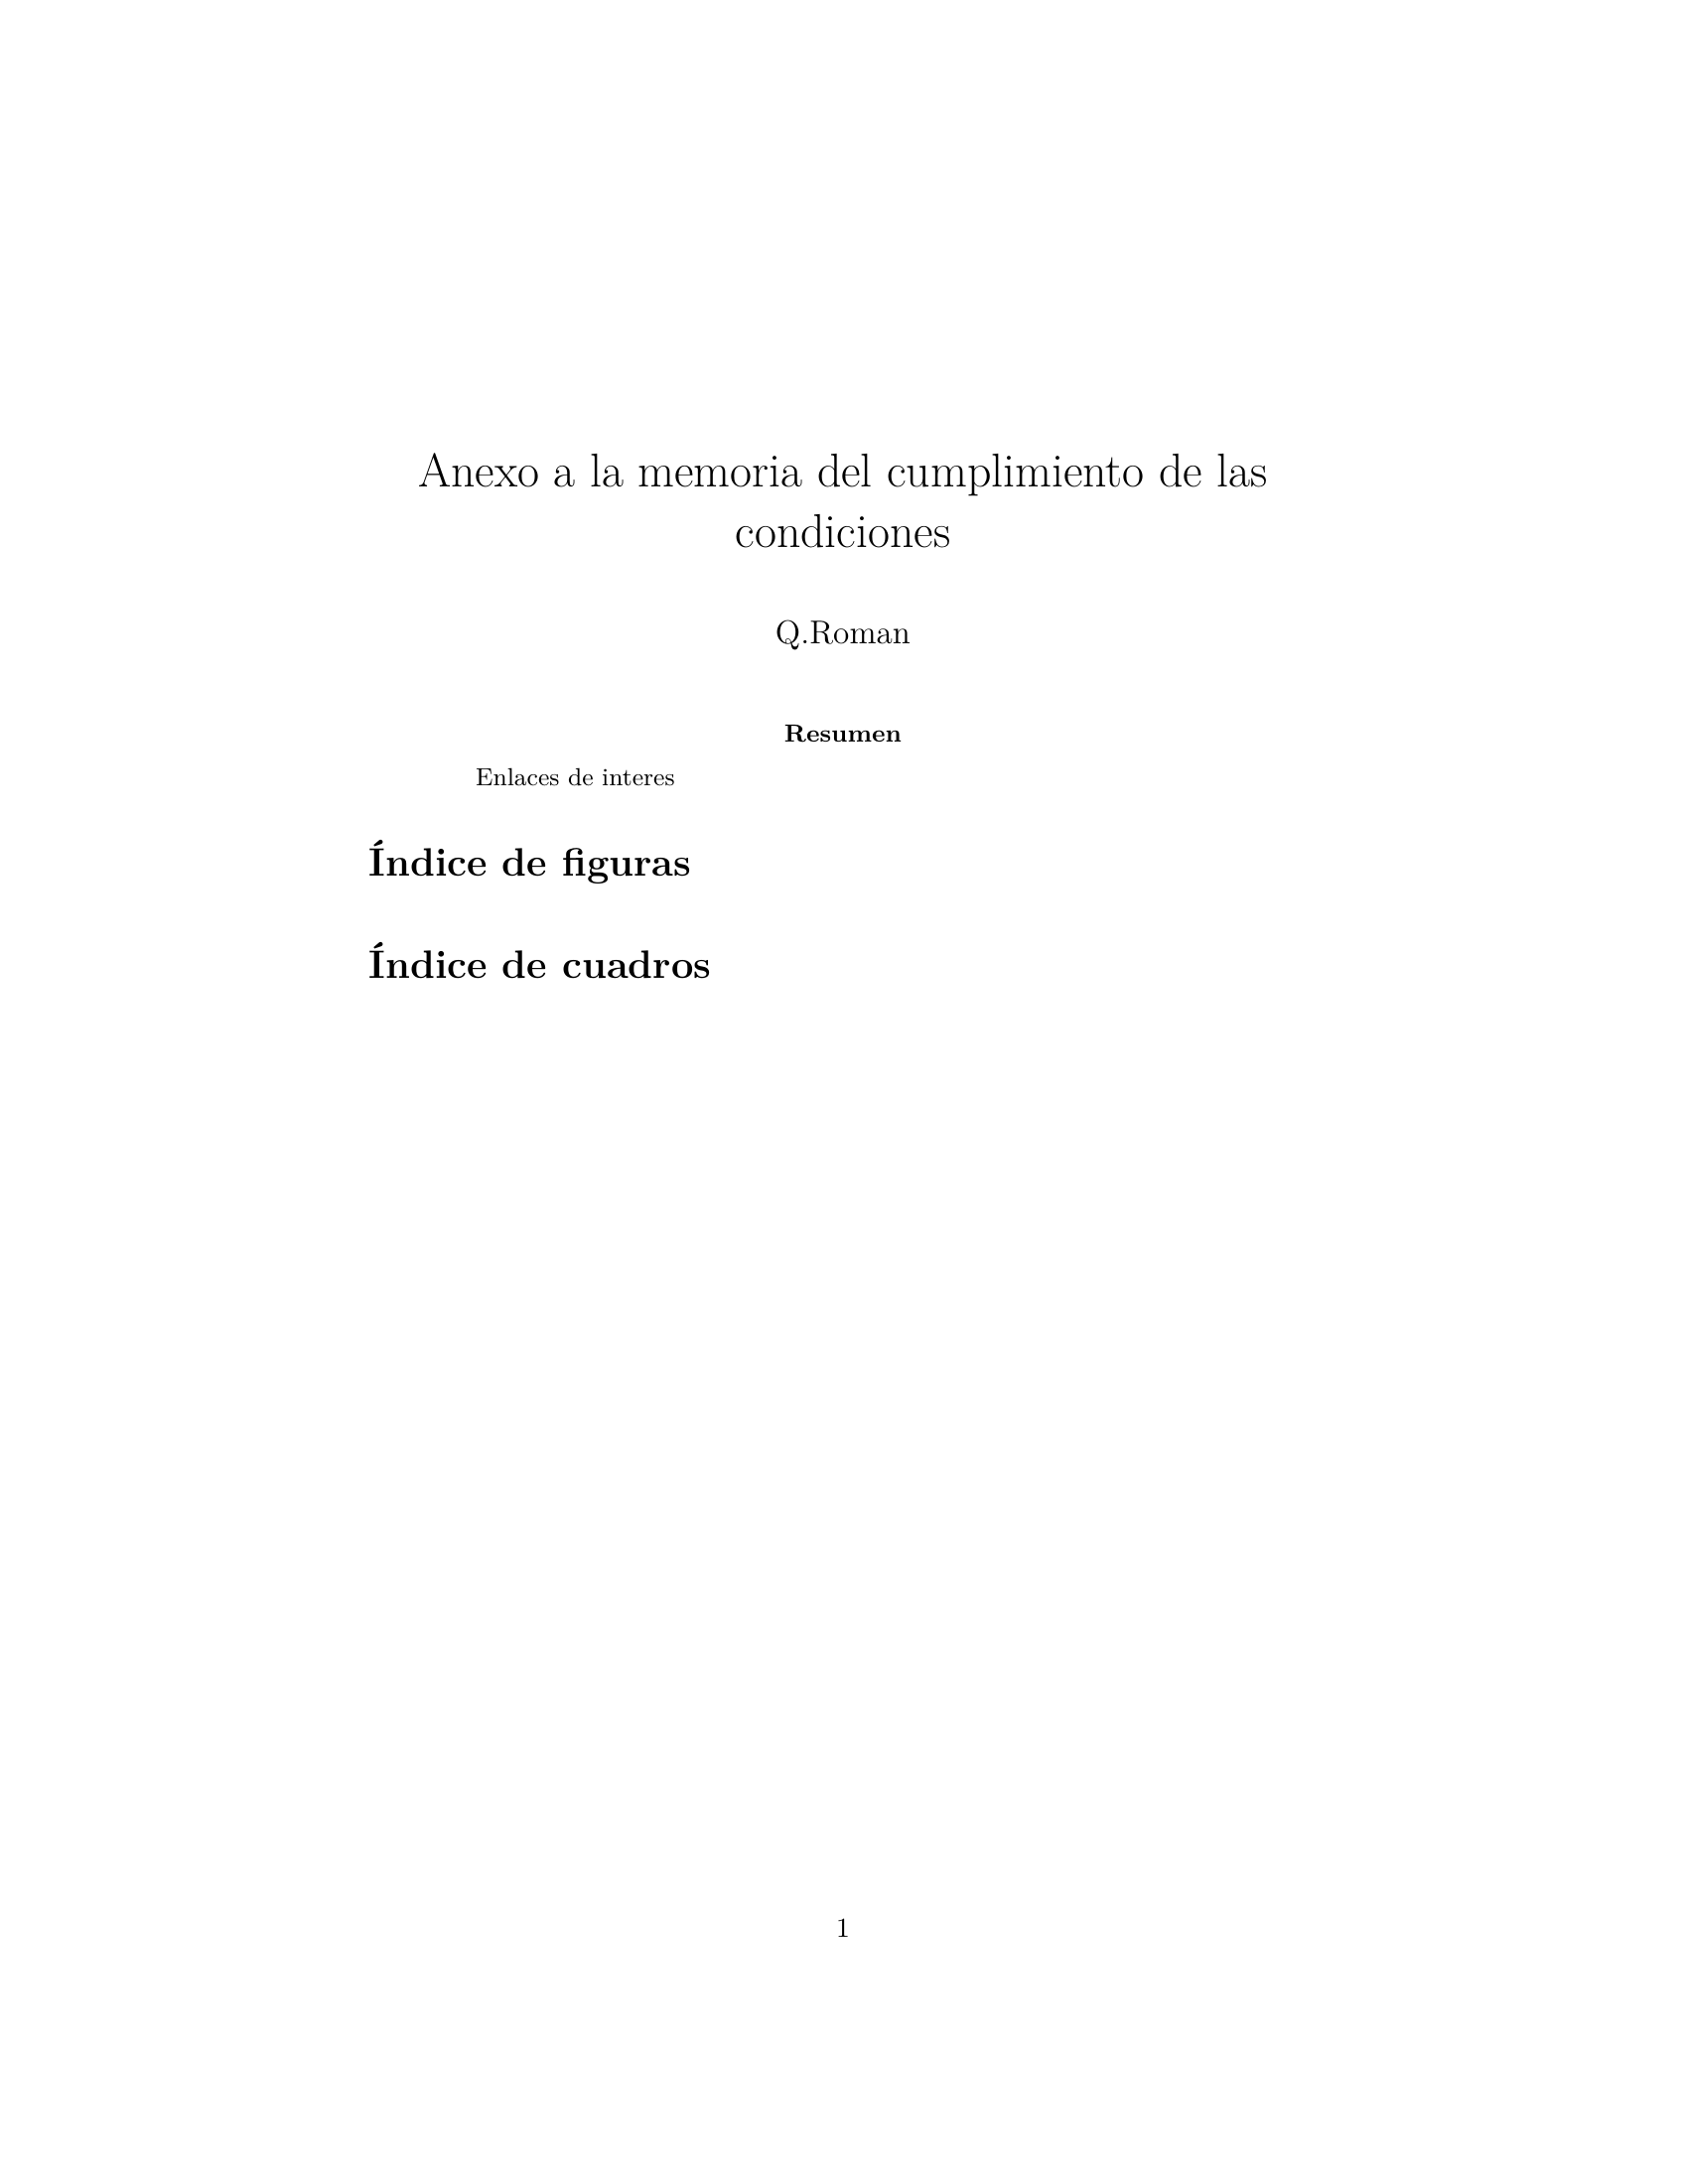 Anexo a la memoria del cumplimiento de las
condiciones
Q.Roman
Resumen
Enlaces de interes
Índice de figuras
Índice de cuadros
1